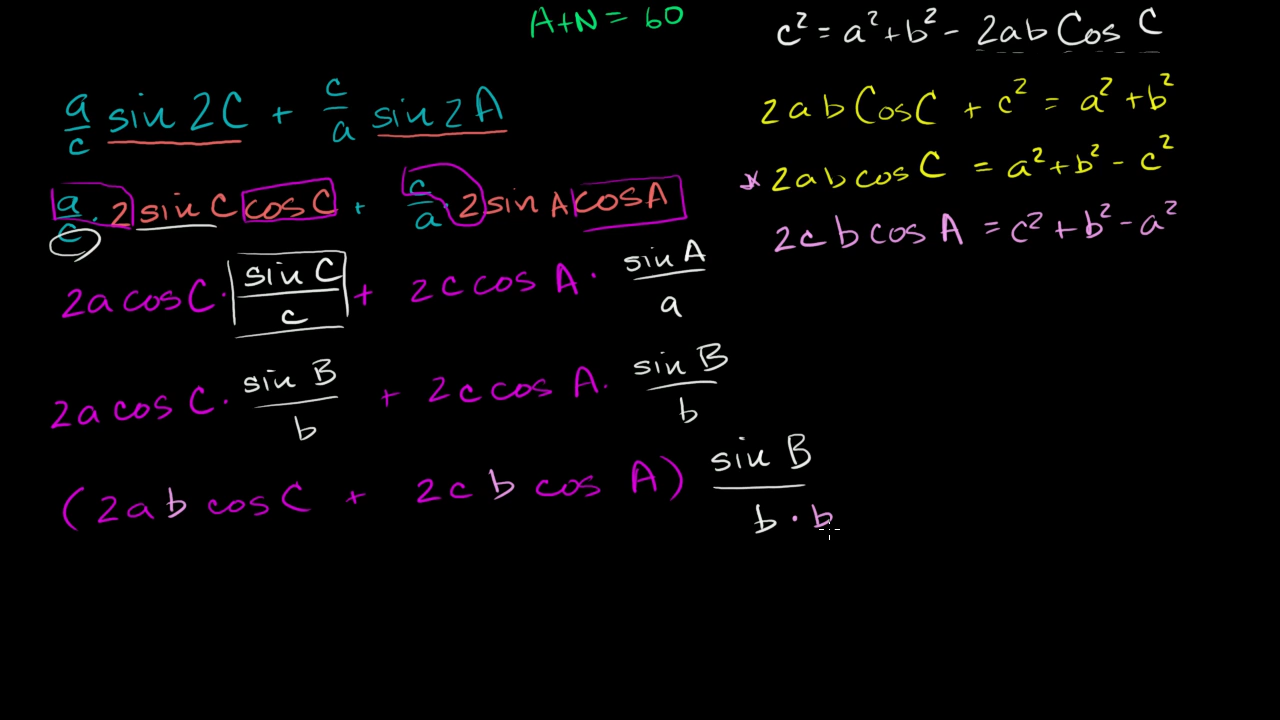 A+N = 60
c² = a² + b² - 2ab Cos C
a/c sin 2C + c/a sin 2A
2ab Cos C + c² = a² + b²
* 2ab cos C = a² + b² - c²
a/c · 2 sin C cos C + c/a · 2 sin A cos A
2c b cos A = c² + b² - a²
2a cos C · sin C/c + 2c cos A · sin A/a
2a cos C · sin B/b + 2c cos A · sin B/b
(2ab cos C + 2c b cos A) sin B/b · b